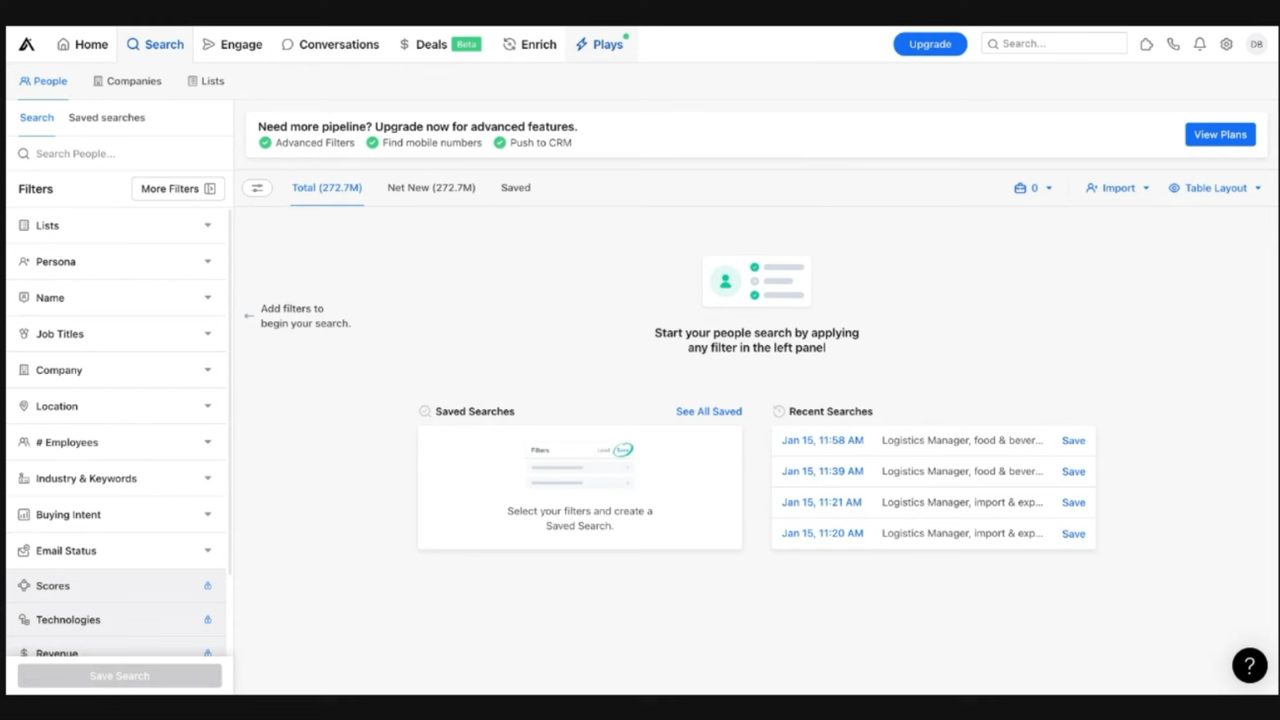 Home
Search
Engage
Conversations
Deals Beta
Enrich
Plays
Upgrade
Search...
DB
People
Companies
Lists
Search
Saved searches
Search People...
Filters
More Filters
Lists
Persona
Name
Job Titles
Company
Location
# Employees
Industry & Keywords
Buying Intent
Email Status
Scores
Technologies
Revenue
Save Search
Need more pipeline? Upgrade now for advanced features.
Advanced Filters
Find mobile numbers
Push to CRM
View Plans
Total (272.7M)
Net New (272.7M)
Saved
0
Import
Table Layout
Add filters to
begin your search.
Start your people search by applying
any filter in the left panel
Saved Searches
See All Saved
Filters
Save
Select your filters and create a
Saved Search.
Recent Searches
Jan 15, 11:58 AM Logistics Manager, food & bever... Save
Jan 15, 11:39 AM Logistics Manager, food & bever... Save
Jan 15, 11:21 AM Logistics Manager, import & exp... Save
Jan 15, 11:20 AM Logistics Manager, import & exp... Save
?